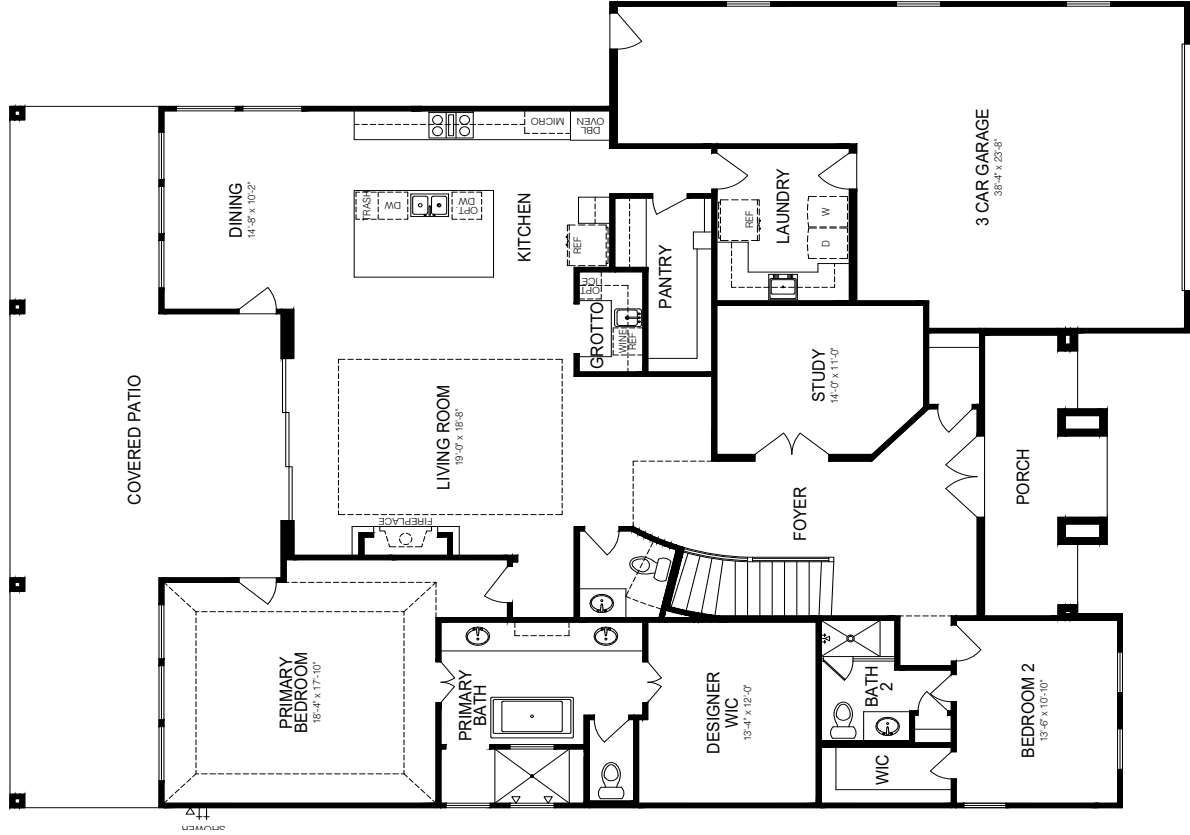 3 CAR GARAGE
38'-4" x 23'-8"
DBL
OVEN
MICRO
DINING
14'-8" x 10'-2"
TRASH
DW
OPT.
DW
KITCHEN
REF
LAUNDRY
REF
W
D
PANTRY
OPT.
ICE
GROTTO
WINE
REF
STUDY
14'-0" x 11'-0"
COVERED PATIO
LIVING ROOM
19'-0" x 18'-8"
FIREPLACE
FOYER
PORCH
PRIMARY
BEDROOM
18'-4" x 17'-10"
PRIMARY
BATH
DESIGNER
WIC
13'-4" x 12'-0"
BATH
2
WIC
BEDROOM 2
13'-6" x 10'-10"
SHOWER